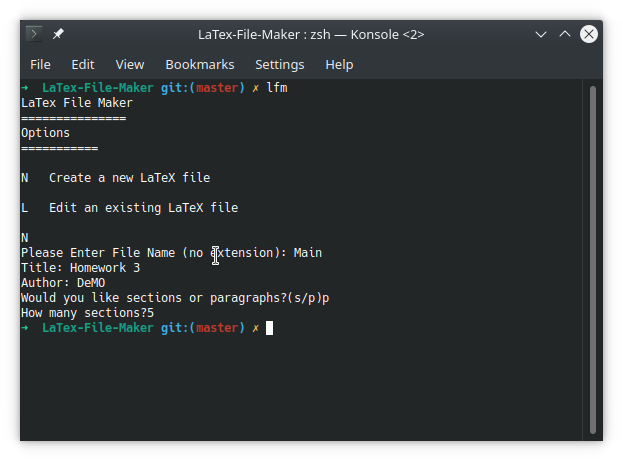 LaTex-File-Maker : zsh — Konsole <2>
File Edit View Bookmarks Settings Help
➜ LaTex-File-Maker git:(master) ✗ lfm
LaTex File Maker
===============
Options
===========
N Create a new LaTeX file
L Edit an existing LaTeX file
N
Please Enter File Name (no extension): Main
Title: Homework 3
Author: DeMO
Would you like sections or paragraphs?(s/p)p
How many sections?5
➜ LaTex-File-Maker git:(master) ✗